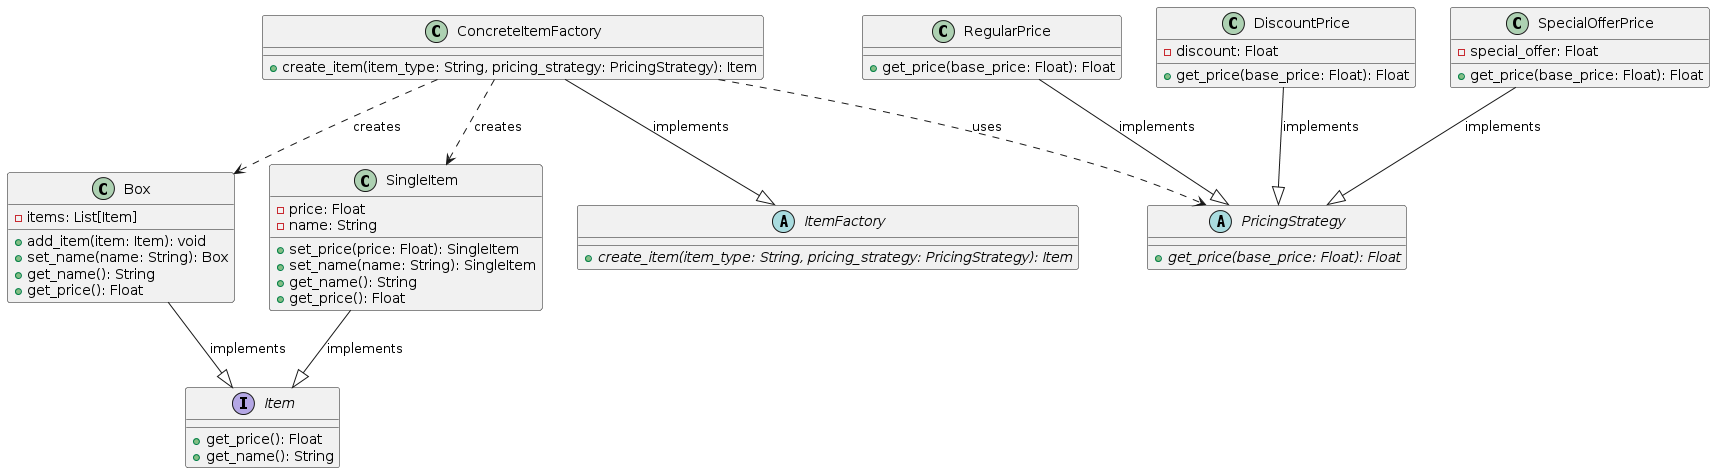 C ConcreteItemFactory
create_item(item_type: String, pricing_strategy: PricingStrategy): Item
C RegularPrice
get_price(base_price: Float): Float
C DiscountPrice
discount: Float
get_price(base_price: Float): Float
C SpecialOfferPrice
special_offer: Float
get_price(base_price: Float): Float
creates
creates
implements
uses
implements
implements
implements
C Box
items: List[Item]
add_item(item: Item): void
set_name(name: String): Box
get_name(): String
get_price(): Float
C SingleItem
price: Float
name: String
set_price(price: Float): SingleItem
set_name(name: String): SingleItem
get_name(): String
get_price(): Float
A ItemFactory
create_item(item_type: String, pricing_strategy: PricingStrategy): Item
A PricingStrategy
get_price(base_price: Float): Float
implements
implements
I Item
get_price(): Float
get_name(): String